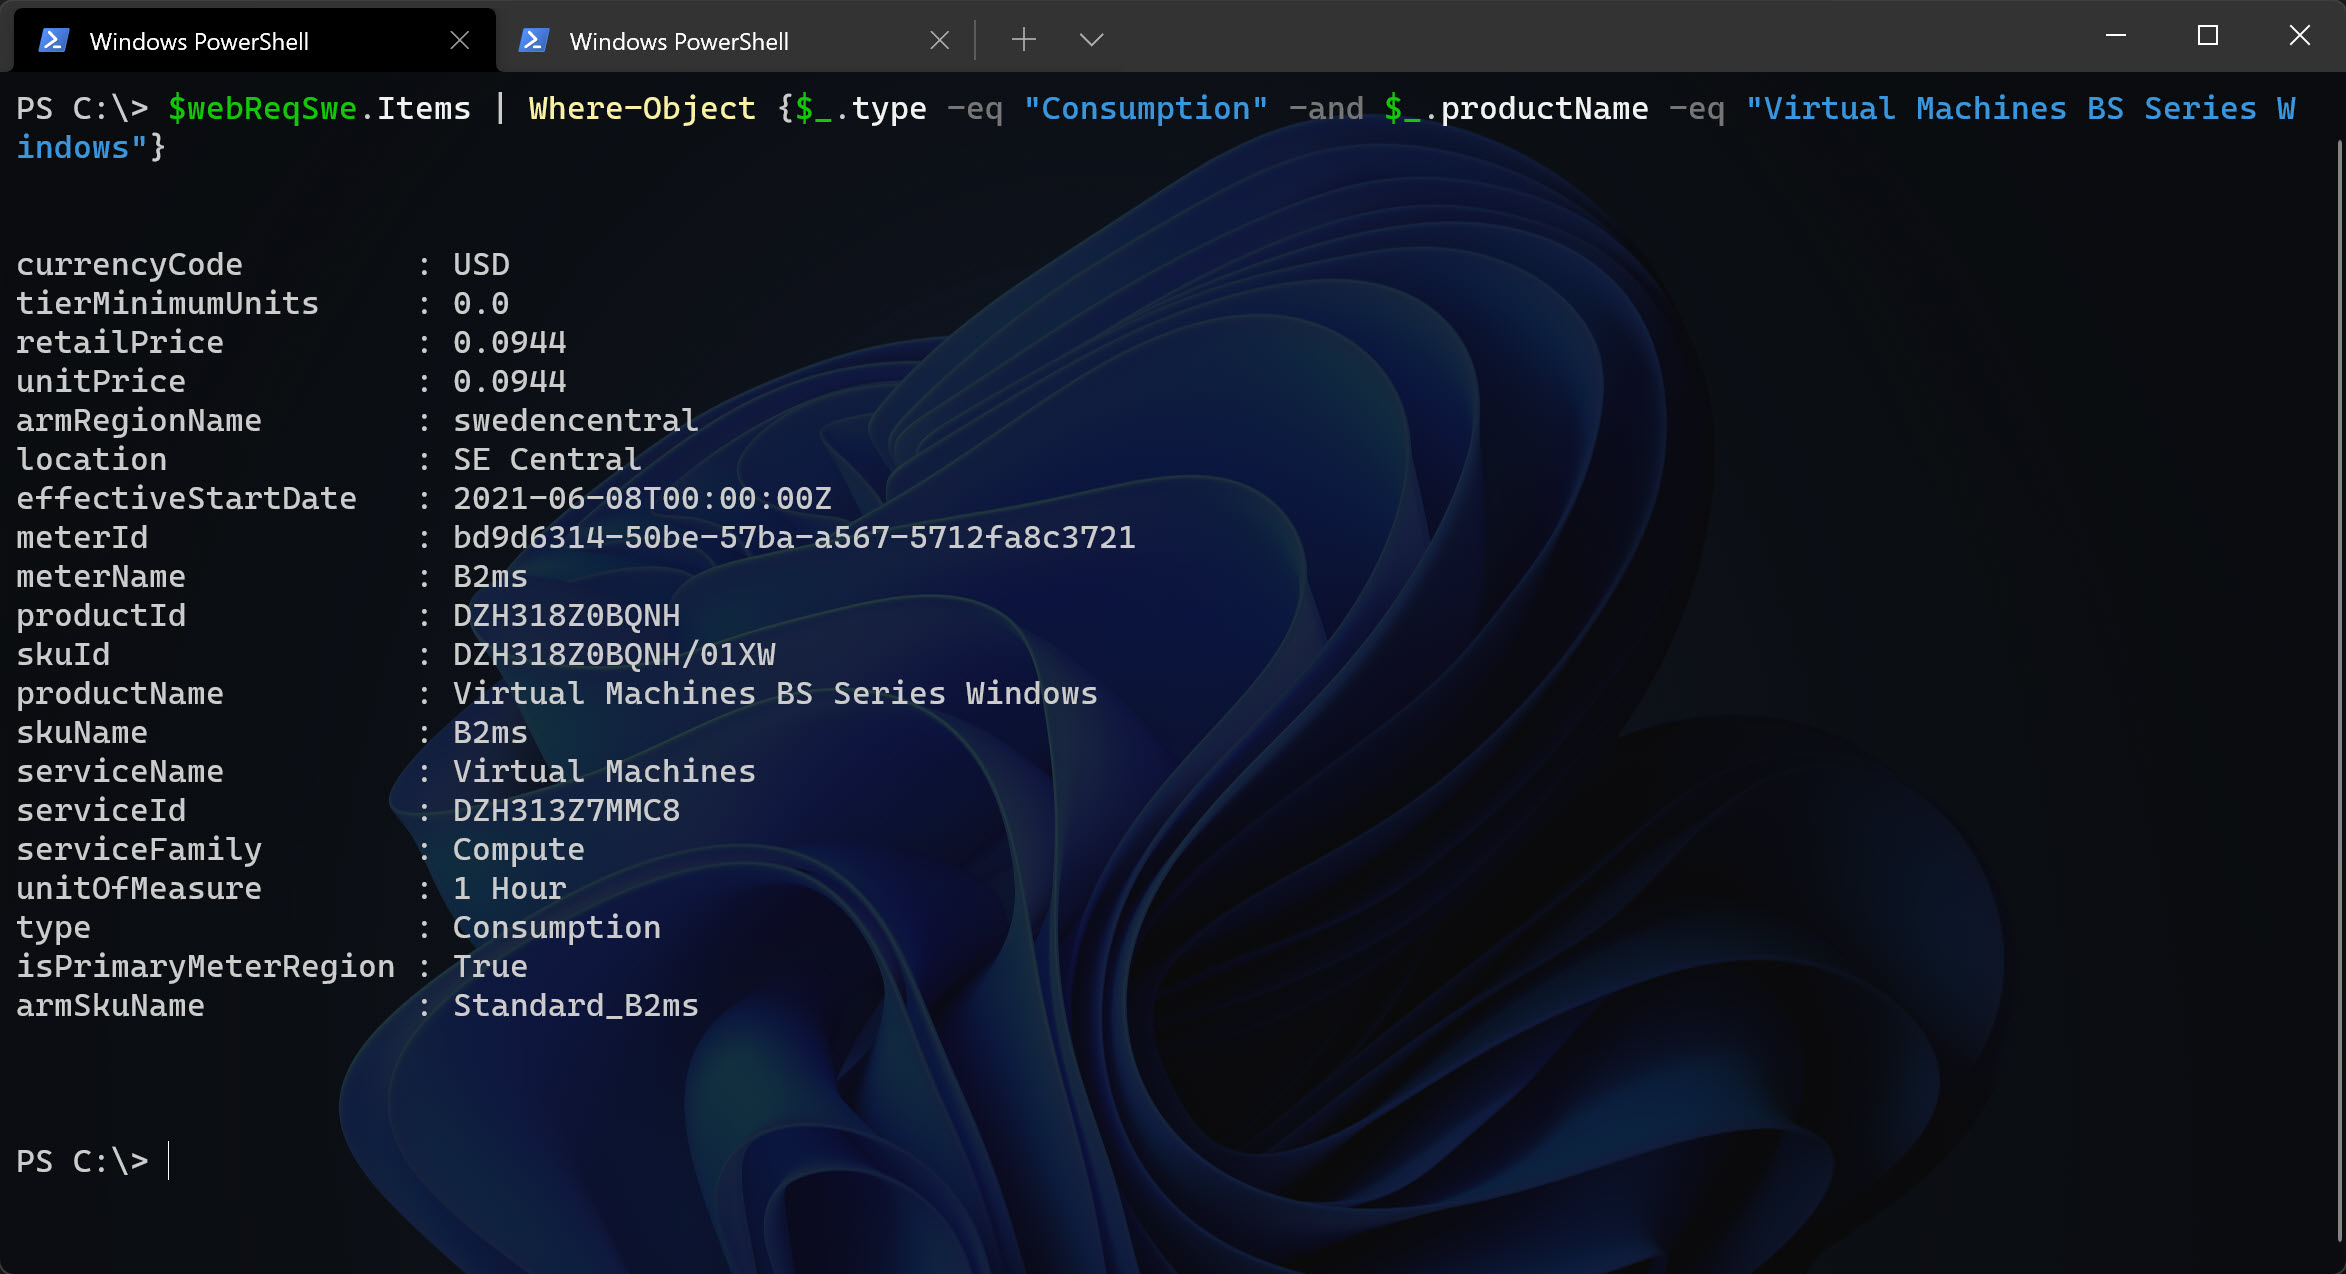 Windows PowerShell
Windows PowerShell
PS C:\> $webReqSwe.Items | Where-Object {$_.type -eq "Consumption" -and $_.productName -eq "Virtual Machines BS Series W
indows"}
currencyCode : USD
tierMinimumUnits : 0.0
retailPrice : 0.0944
unitPrice : 0.0944
armRegionName : swedencentral
location : SE Central
effectiveStartDate : 2021-06-08T00:00:00Z
meterId : bd9d6314-50be-57ba-a567-5712fa8c3721
meterName : B2ms
productId : DZH318Z0BQNH
skuId : DZH318Z0BQNH/01XW
productName : Virtual Machines BS Series Windows
skuName : B2ms
serviceName : Virtual Machines
serviceId : DZH313Z7MMC8
serviceFamily : Compute
unitOfMeasure : 1 Hour
type : Consumption
isPrimaryMeterRegion : True
armSkuName : Standard_B2ms
PS C:\>